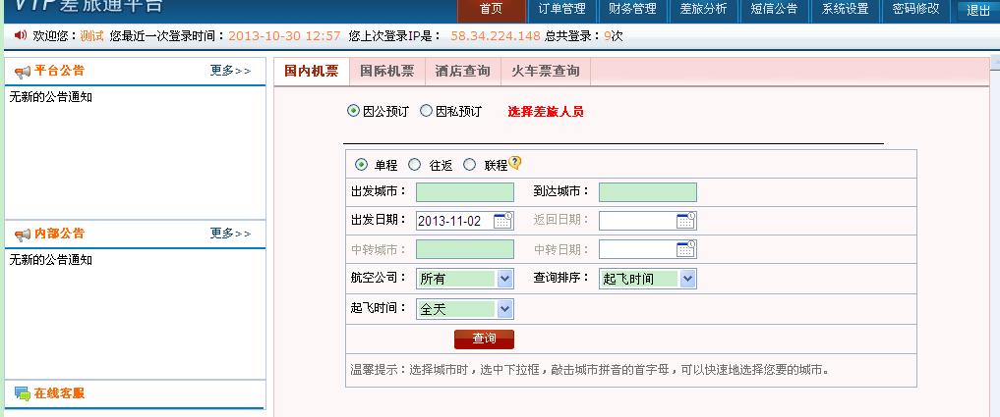 VIP差旅通平台
首页 订单管理 财务管理 差旅分析 短信公告 系统设置 密码修改 退出
欢迎您：测试 您最近一次登录时间：2013-10-30 12:57 您上次登录IP是： 58.34.224.148 总共登录：9次
平台公告 更多>>
无新的公告通知
内部公告 更多>>
无新的公告通知
在线客服
国内机票 国际机票 酒店查询 火车票查询
因公预订 因私预订 选择差旅人员
单程 往返 联程
出发城市： 到达城市：
出发日期： 2013-11-02 返回日期：
中转城市： 中转日期：
航空公司： 所有 查询排序： 起飞时间
起飞时间： 全天
查询
温馨提示：选择城市时，选中下拉框，敲击城市拼音的首字母，可以快速地选择您要的城市。